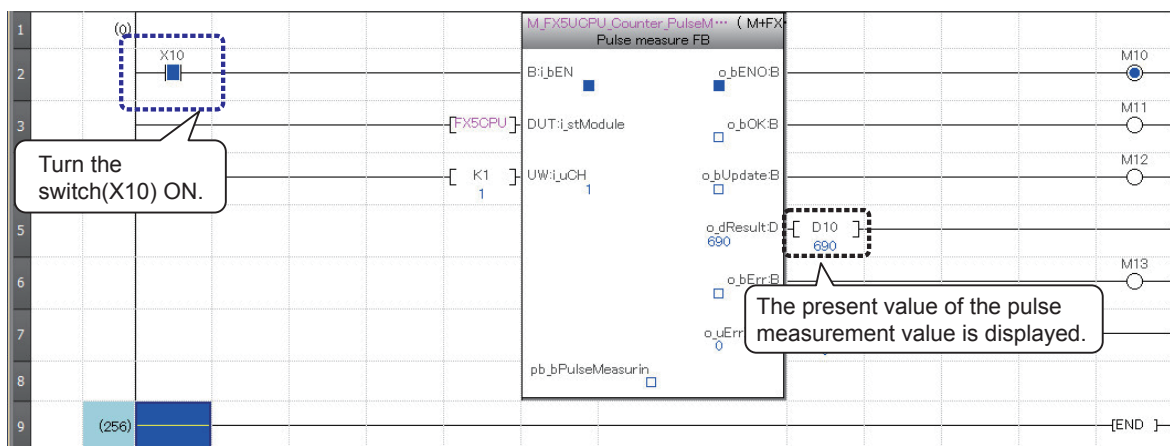 1 (0) M_FX5UCPU_Counter_PulseM··· ( M+FX
Pulse measure FB
X10 M10
2 B:i_bEN o_bENO:B
M11
3 [FX5CPU] DUT:i_stModule o_bOK:B
Turn the
switch(X10) ON.
M12
[ K1 ] UW:i_uCH o_bUpdate:B
1 1
5 o_dResult:D [ D10 ]
690 690
M13
6 o_bErr:B
The present value of the pulse
measurement value is displayed.
7 o_uErr
0
8 pb_bPulseMeasurin
9 (256) [END ]